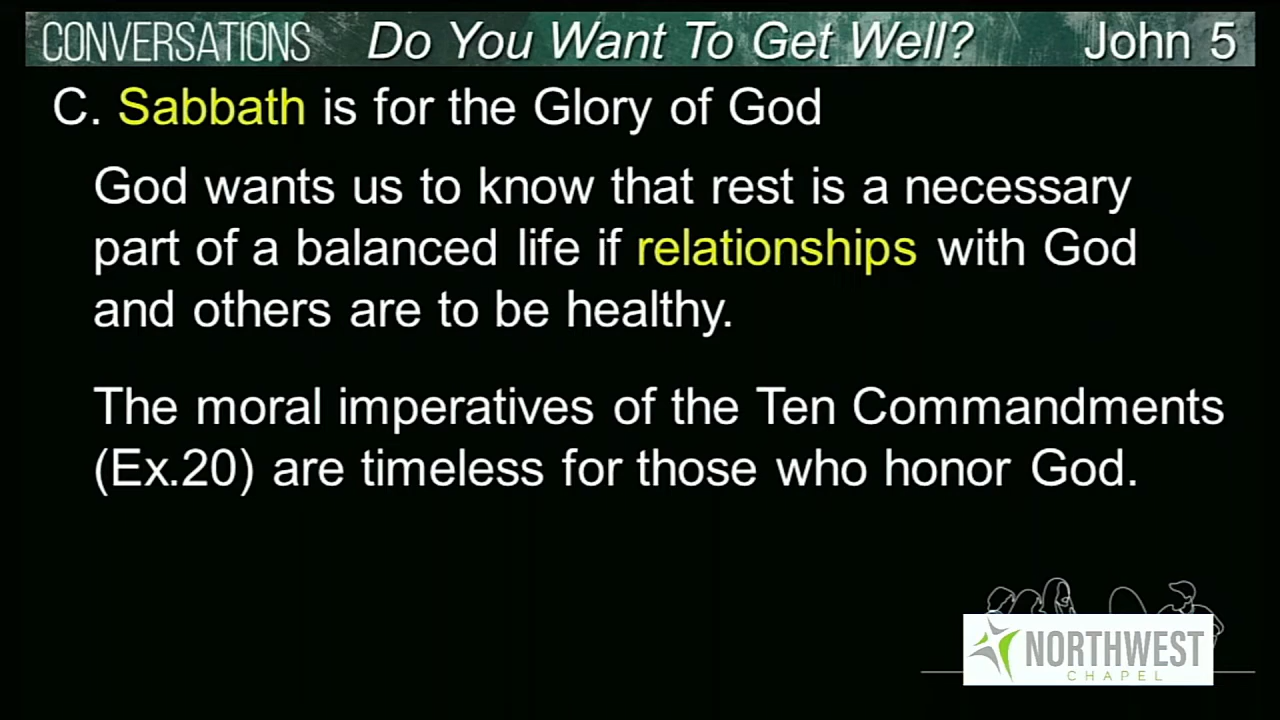 CONVERSATIONS Do You Want To Get Well? John 5
C. Sabbath is for the Glory of God
God wants us to know that rest is a necessary
part of a balanced life if relationships with God
and others are to be healthy.
The moral imperatives of the Ten Commandments
(Ex.20) are timeless for those who honor God.
NORTHWEST
CHAPEL